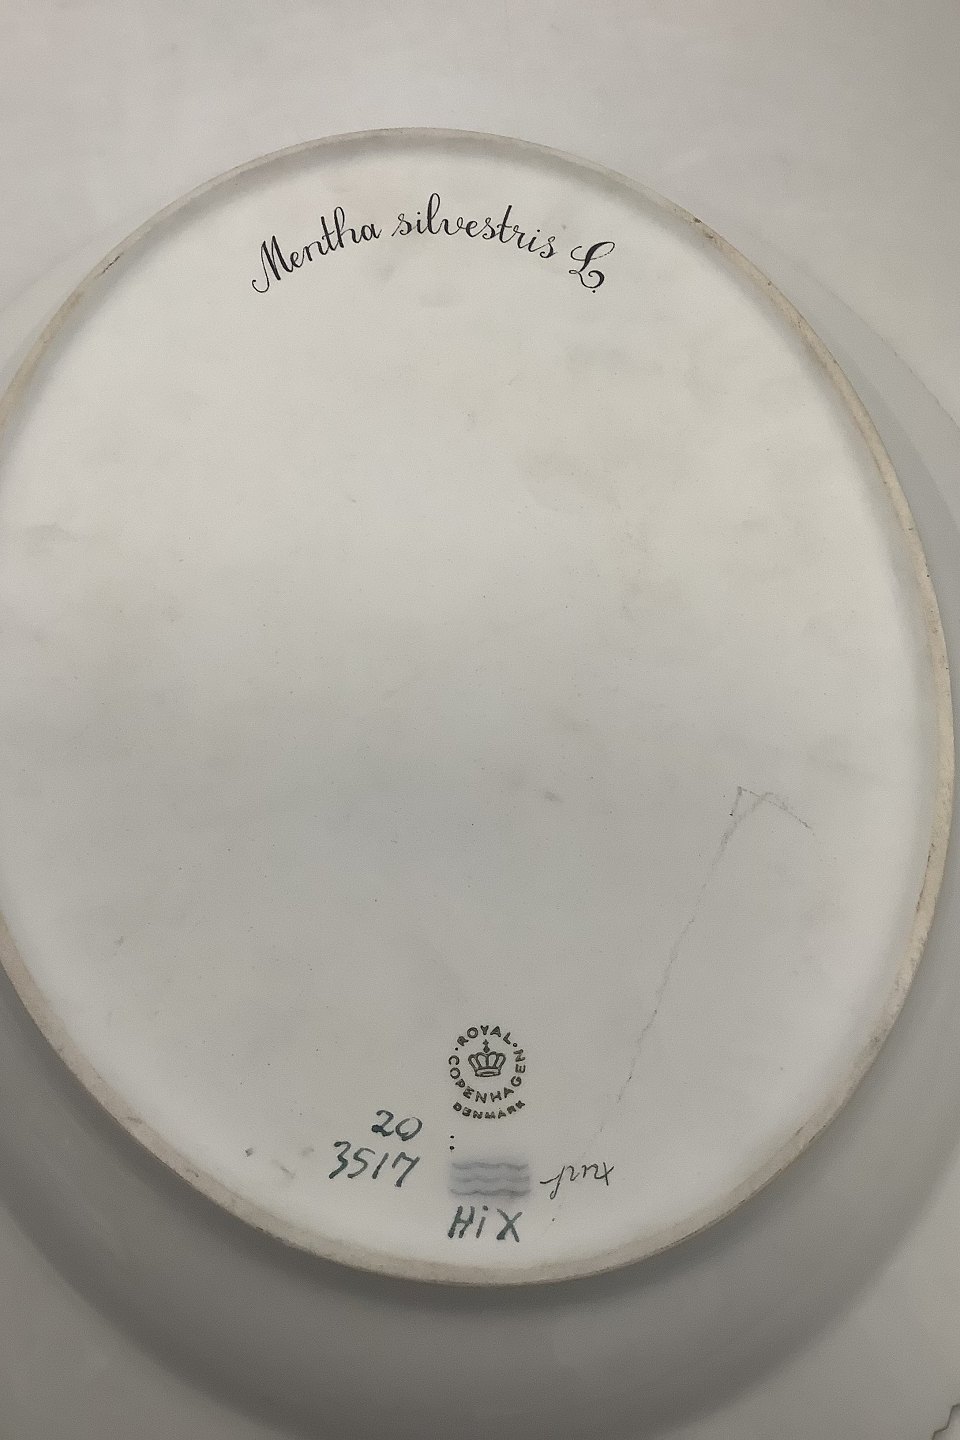 Mentha silvestris L.
ROYAL
COPENHAGEN
DENMARK
20
3517
HiX